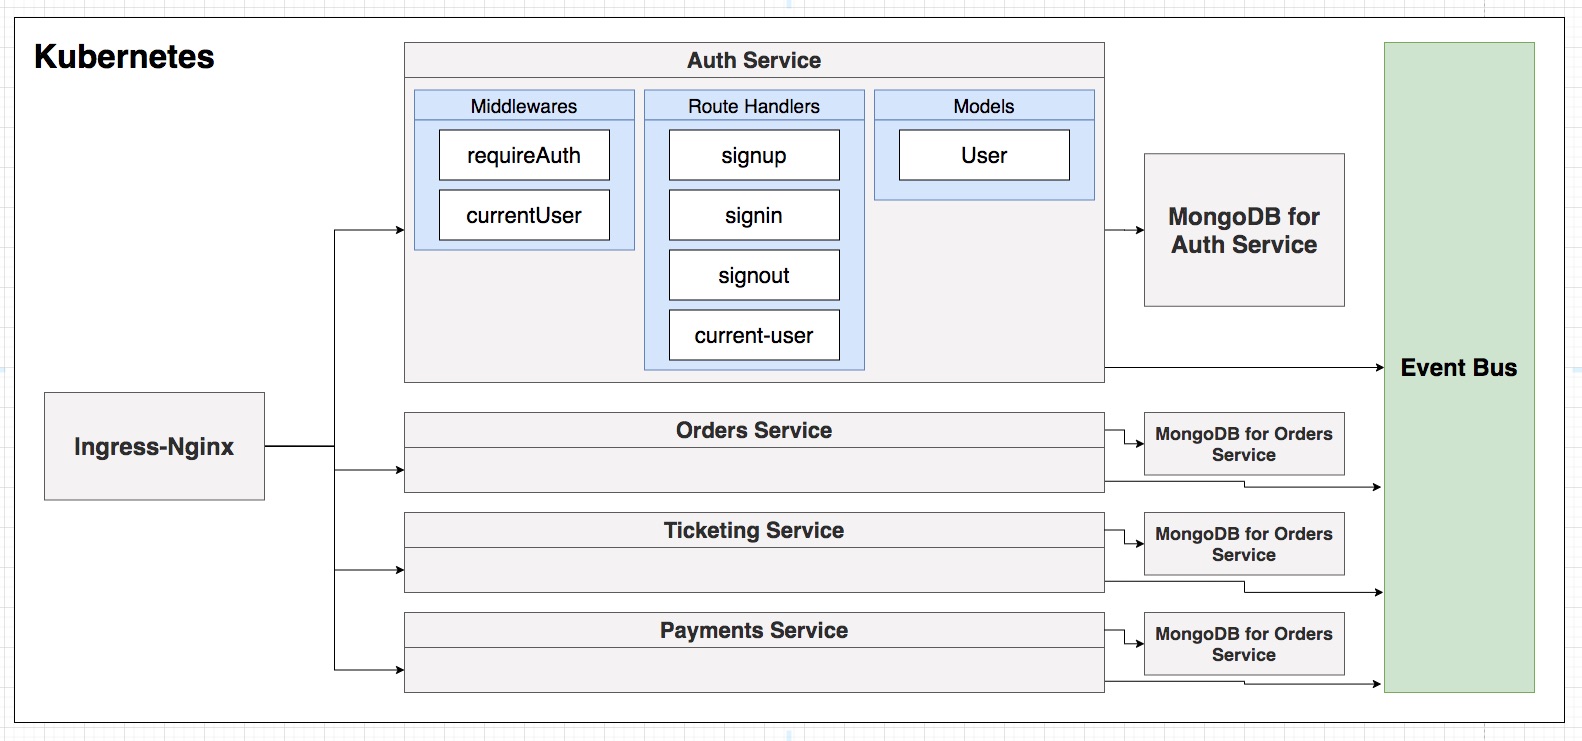 Kubernetes
Auth Service
Middlewares
requireAuth
currentUser
Route Handlers
signup
signin
signout
current-user
Models
User
MongoDB for
Auth Service
Event Bus
Ingress-Nginx
Orders Service
MongoDB for Orders
Service
Ticketing Service
MongoDB for Orders
Service
Payments Service
MongoDB for Orders
Service